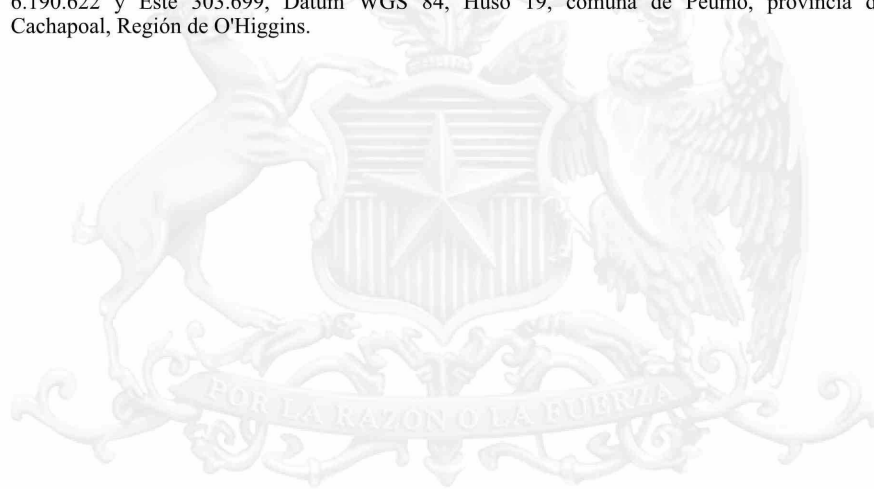 6.190.622 y Este 303.699, Datum WGS 84, Huso 19, comuna de Peumo, provincia d
Cachapoal, Región de O'Higgins.
POR LA RAZÓN O LA FUERZA